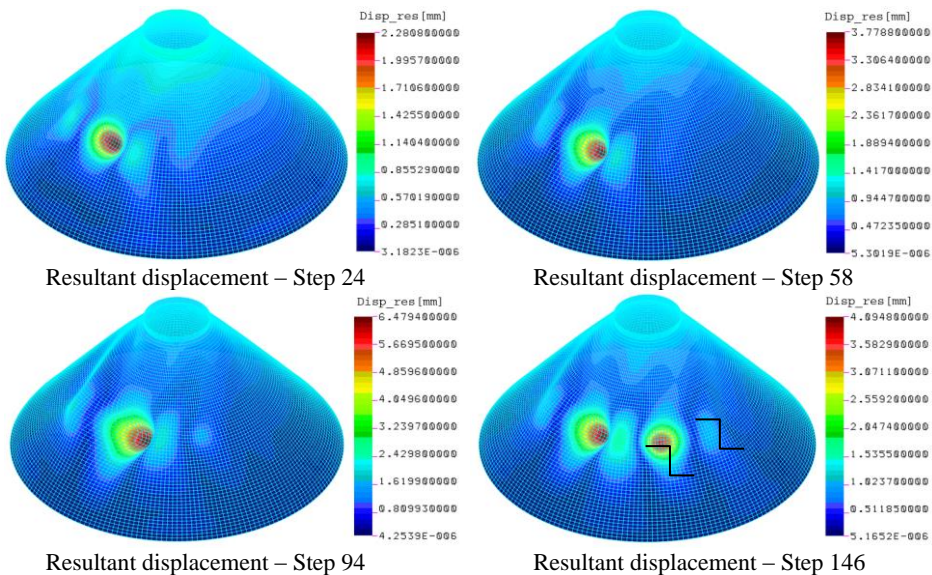 Disp_res[mm]
2.280800000
1.995700000
1.710600000
1.425500000
1.140400000
0.855290000
0.570190000
0.285100000
3.1823E-006
Resultant displacement – Step 24
Disp_res[mm]
3.778800000
3.306400000
2.834100000
2.361700000
1.889400000
1.417000000
0.944700000
0.472350000
5.3019E-006
Resultant displacement – Step 58
Disp_res[mm]
6.479400000
5.669500000
4.859600000
4.049600000
3.239700000
2.429800000
1.619900000
0.809930000
4.2539E-006
Resultant displacement – Step 94
Disp_res[mm]
4.094800000
3.582900000
3.071100000
2.559200000
2.047400000
1.535500000
1.023700000
0.511850000
5.1652E-006
Resultant displacement – Step 146